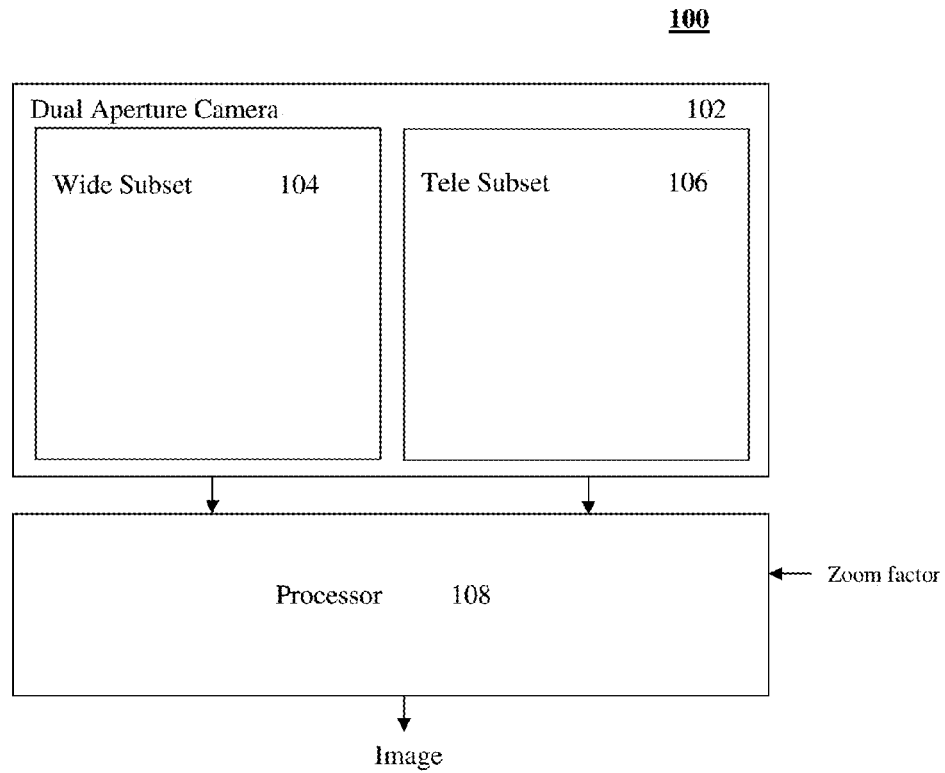 100
Dual Aperture Camera 102
Wide Subset 104
Tele Subset 106
Processor 108
Zoom factor
Image